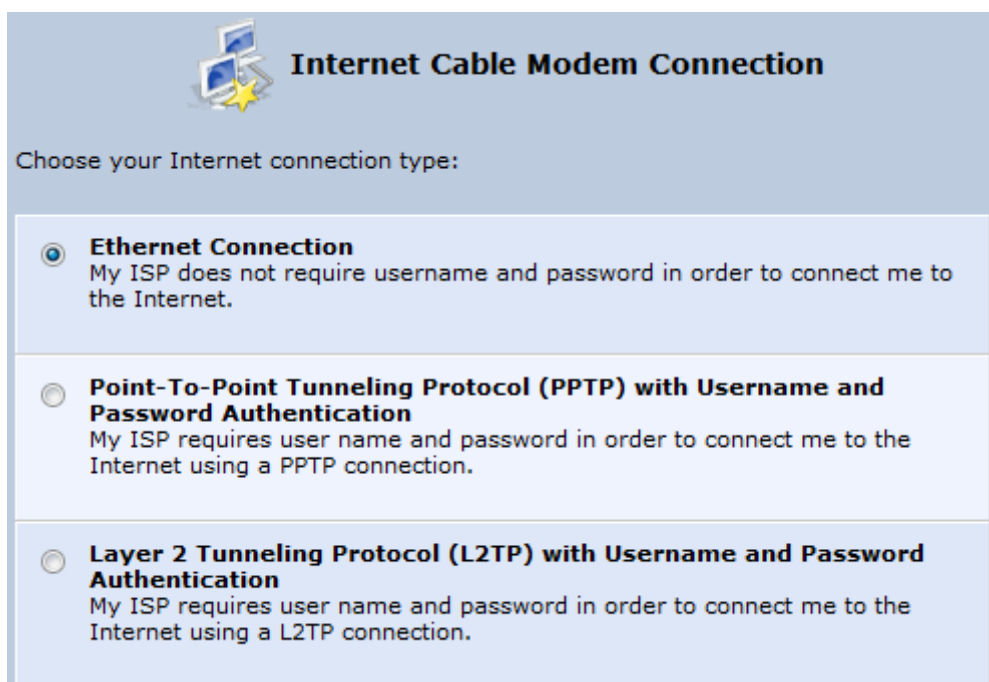 Internet Cable Modem Connection
Choose your Internet connection type:
Ethernet Connection
My ISP does not require username and password in order to connect me to
the Internet.
Point-To-Point Tunneling Protocol (PPTP) with Username and
Password Authentication
My ISP requires user name and password in order to connect me to the
Internet using a PPTP connection.
Layer 2 Tunneling Protocol (L2TP) with Username and Password
Authentication
My ISP requires user name and password in order to connect me to the
Internet using a L2TP connection.